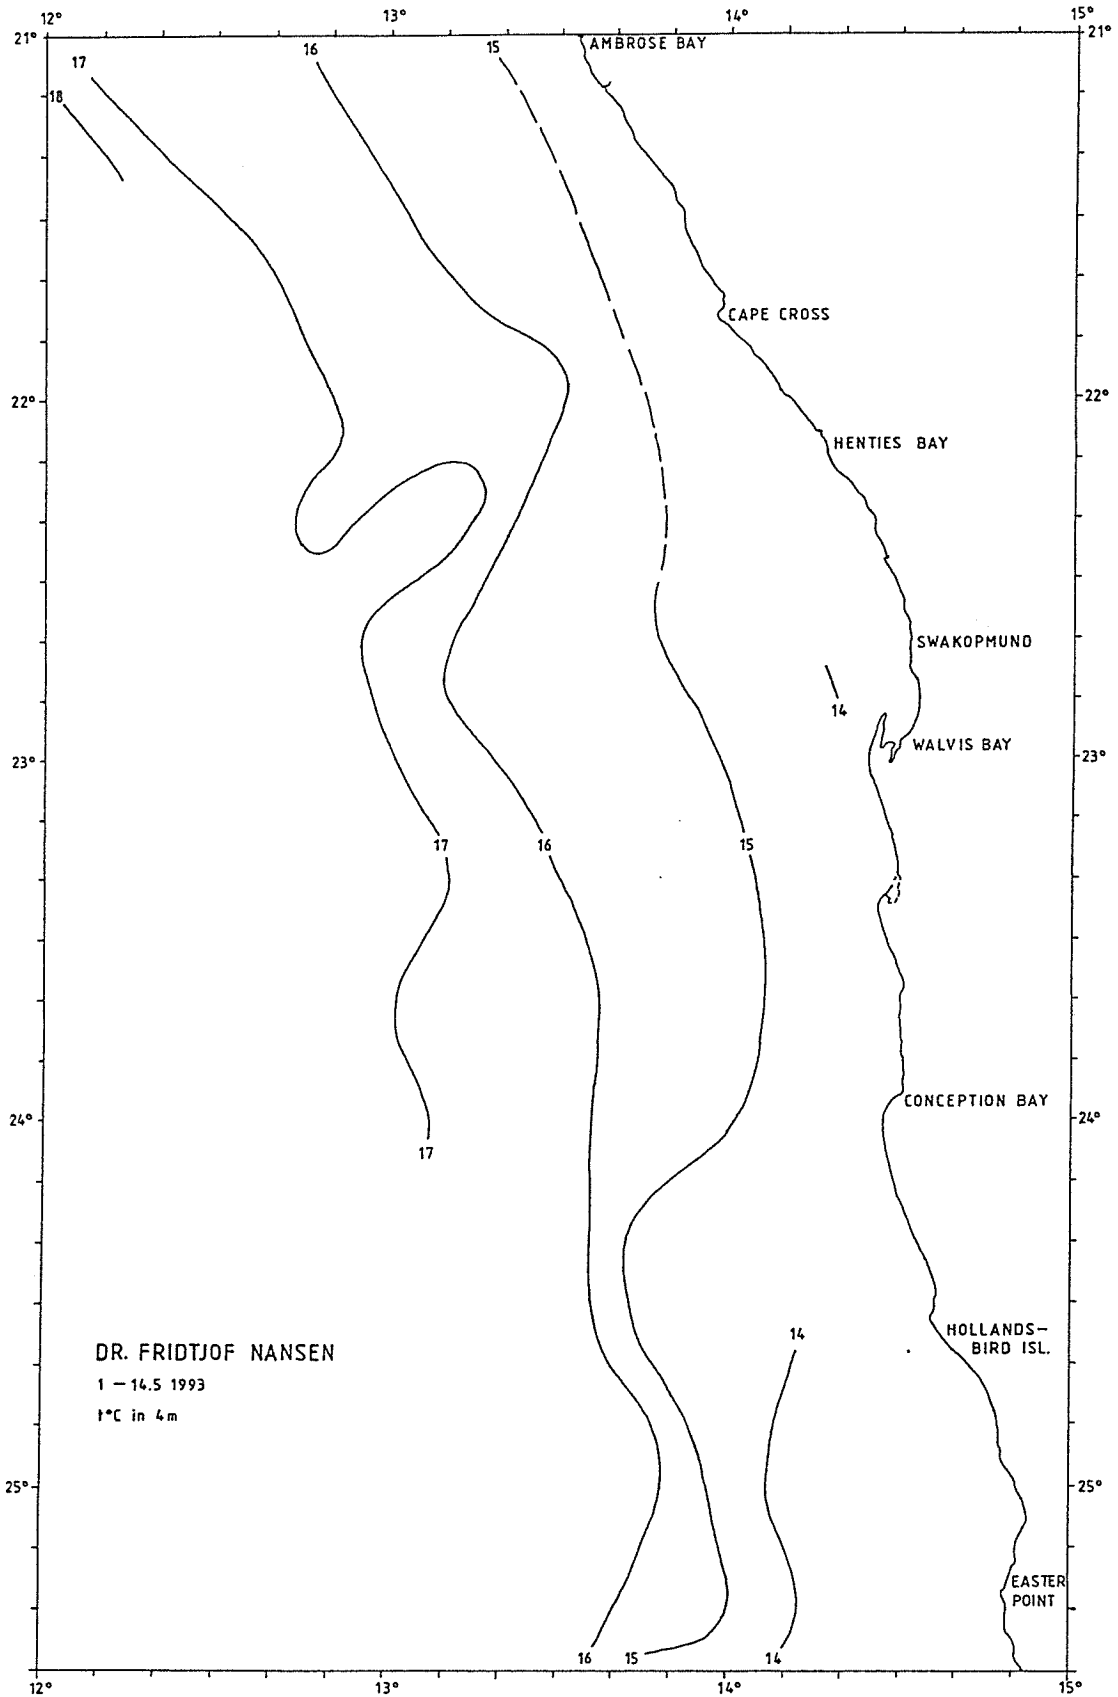 12° 13° 14° 15°
21° 21°
AMBROSE BAY
15
16
17
18
CAPE CROSS
22° 22°
HENTIES BAY
SWAKOPMUND
14
WALVIS BAY
23° 23°
17 16 15
CONCEPTION BAY
24° 24°
17
HOLLANDS-
BIRD ISL.
14
DR. FRIDTJOF NANSEN
1 – 14.5 1993
t°C in 4m
25° 25°
EASTER
POINT
16 15 14
12° 13° 14° 15°